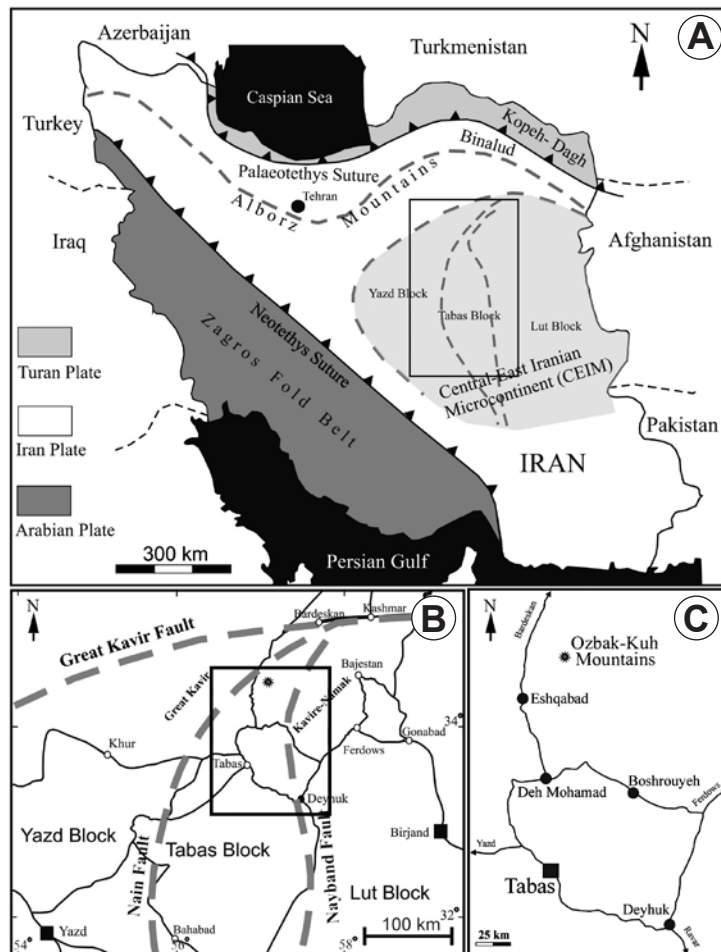 A
Azerbaijan
Turkmenistan
N
Caspian Sea
Kopeh- Dagh
Turkey
Binalud
Palaeotethys Suture
Tehran
Alborz Mountains
Iraq
Afghanistan
Yazd Block
Tabas Block
Lut Block
Neotethys Suture
Zagros Fold Belt
Central-East Iranian
Microcontinent (CEIM)
Turan Plate
Pakistan
Iran Plate
IRAN
Arabian Plate
300 km
Persian Gulf
B
N
Bardeskan
Kashmar
Great Kavir Fault
Bajestan
Great Kavir
Kavire-Namak
34°
Khur
Gonabad
Ferdows
Tabas
Deyhuk
Birjand
Yazd Block
Tabas Block
Nain Fault
Nayband Fault
Lut Block
Yazd
Bahabad
100 km
32°
54°
56°
58°
C
N
Bardeskan
Ozbak-Kuh
Mountains
Eshqabad
Deh Mohamad
Boshrouyeh
Ferdows
Yazd
Tabas
Deyhuk
25 km
Ravar